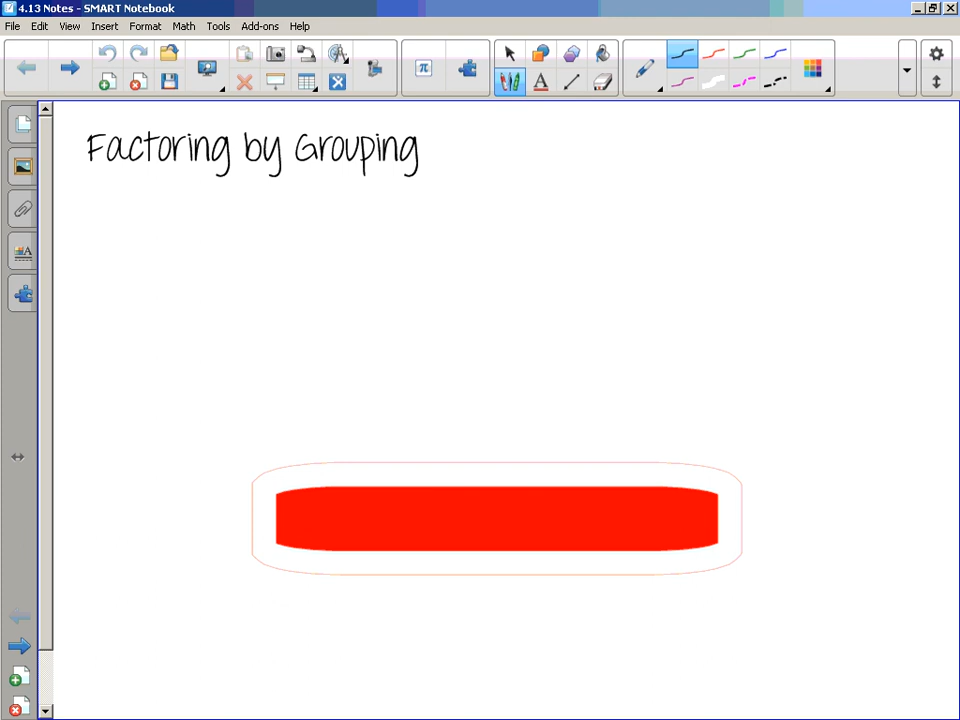 4.13 Notes - SMART Notebook
File Edit View Insert Format Math Tools Add-ons Help
π
A
A
Factoring by Grouping